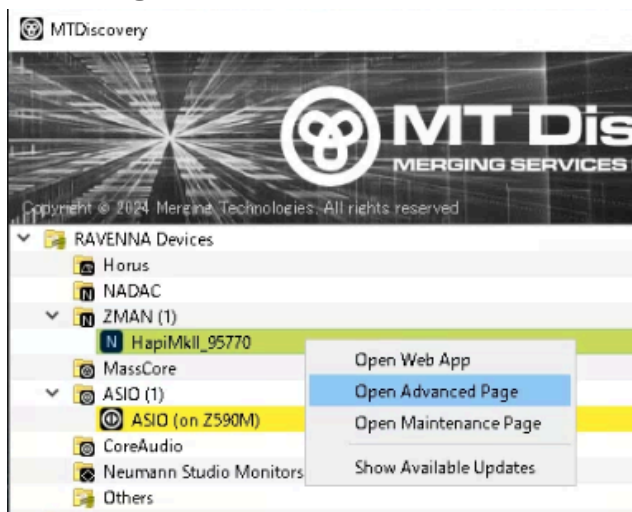 MTDiscovery
MT Dis
MERGING SERVICES
Copyright © 2024 Merging Technologies. All rights reserved
RAVENNA Devices
Horus
NADAC
ZMAN (1)
HapiMkII_95770
Open Web App
MassCore
Open Advanced Page
ASIO (1)
ASIO (on Z590M)
Open Maintenance Page
CoreAudio
Neumann Studio Monitors
Show Available Updates
Others